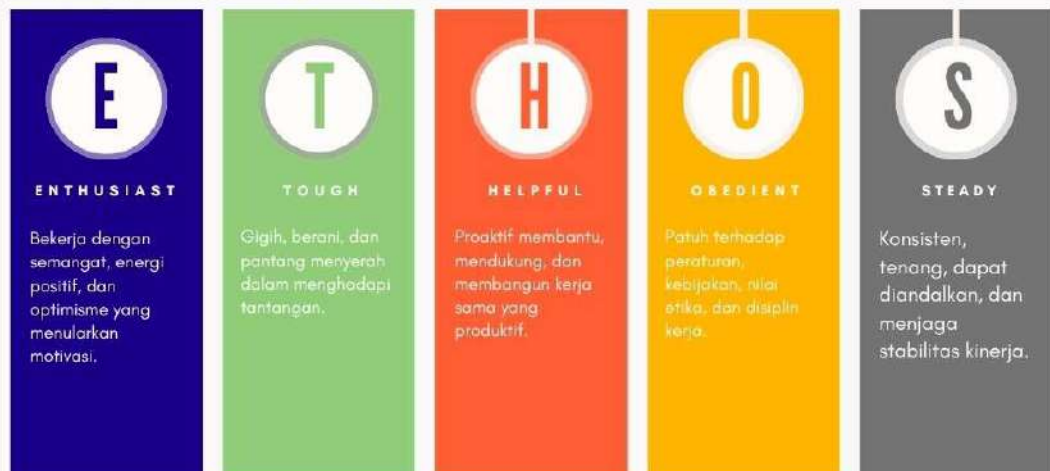 E
ENTHUSIAST
Bekerja dengan
semangat, energi
positif, dan
optimisme yang
menularkan
motivasi.
T
TOUGH
Gigih, berani, dan
pantang menyerah
dalam menghadapi
tantangan.
H
HELPFUL
Proaktif membantu,
mendukung, dan
membangun kerja
sama yang
produktif.
O
OBEDIENT
Patuh terhadap
peraturan,
kebijakan, nilai
etika, dan disiplin
kerja.
S
STEADY
Konsisten,
tenang, dapat
diandalkan, dan
menjaga
stabilitas kinerja.